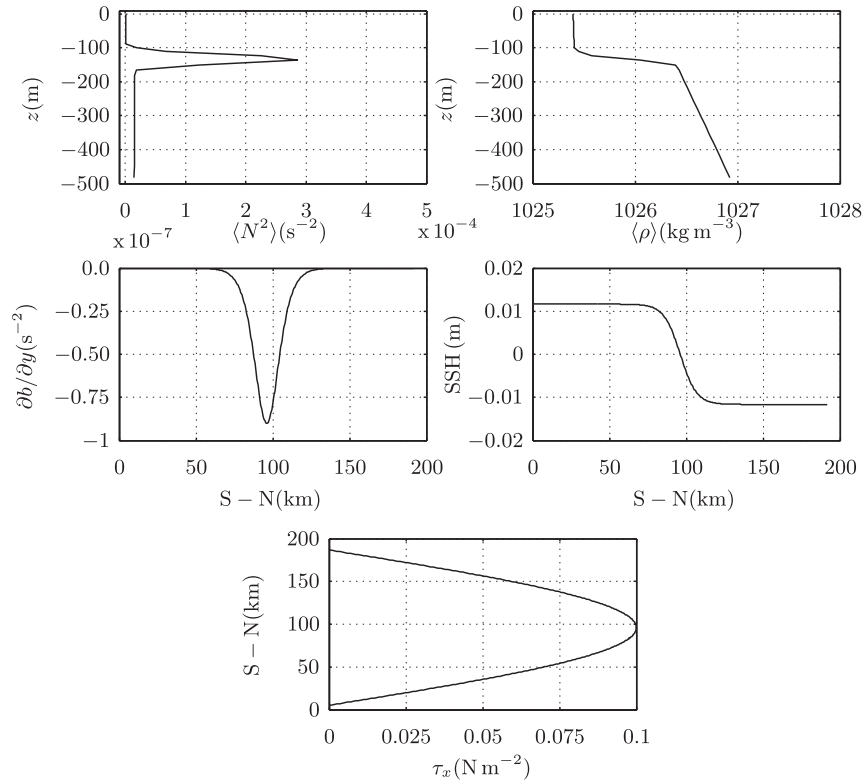 0
−100
−200
−300
−400
−500
z(m)
0 1 2 3 4 5
⟨N²⟩(s⁻²)
x 10⁻⁴
0
−100
−200
−300
−400
−500
z(m)
1025 1026 1027 1028
⟨ρ⟩(kg m⁻³)
x 10⁻⁷
0.0
−0.25
−0.50
−0.75
−1
∂b/∂y(s⁻²)
0 50 100 150 200
S − N(km)
0.02
0.01
0
−0.01
−0.02
SSH (m)
0 50 100 150 200
S − N(km)
200
150
100
50
0
S − N(km)
0 0.025 0.05 0.075 0.1
τₓ(N m⁻²)